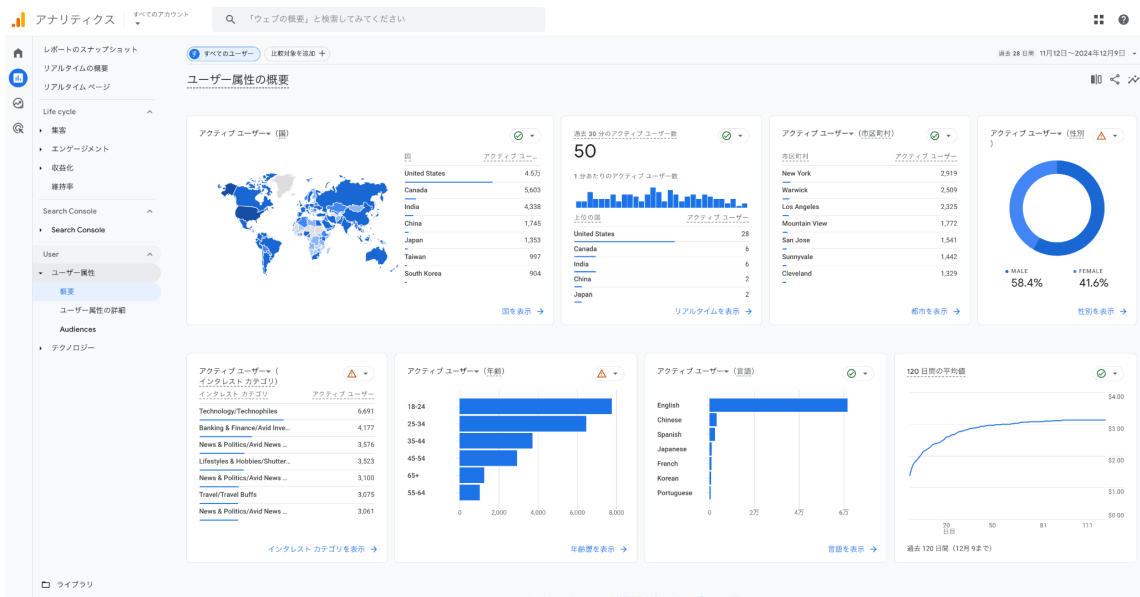 アナリティクス
すべてのアカウント
「ウェブの概要」と検索してみてください
レポートのスナップショット
リアルタイムの概要
リアルタイム ページ
Life cycle
集客
エンゲージメント
収益化
維持率
Search Console
Search Console
User
ユーザー属性
概要
ユーザー属性の詳細
Audiences
テクノロジー
ライブラリ
すべてのユーザー
比較対象を追加 +
過去 28 日間 11月12日～2024年12月9日
ユーザー属性の概要
アクティブ ユーザー (国)
国 アクティブ ユー...
United States 4.5万
Canada 5,603
India 4,338
China 1,745
Japan 1,353
Taiwan 997
South Korea 904
国を表示
過去 30 分のアクティブ ユーザー数
50
1 分あたりのアクティブ ユーザー数
上位の国 アクティブ ユーザー
United States 28
Canada 6
India 6
China 2
Japan 2
リアルタイムを表示
アクティブ ユーザー (市区町村)
市区町村 アクティブ ユーザー
New York 2,919
Warwick 2,509
Los Angeles 2,325
Mountain View 1,772
San Jose 1,541
Sunnyvale 1,442
Cleveland 1,329
都市を表示
アクティブ ユーザー (性別
)
MALE FEMALE
58.4% 41.6%
性別を表示
アクティブ ユーザー (
インタレスト カテゴリ)
インタレスト カテゴリ アクティブ ユーザー
Technology/Technophiles 6,691
Banking & Finance/Avid Inve... 4,177
News & Politics/Avid News ... 3,576
Lifestyles & Hobbies/Shutter... 3,523
News & Politics/Avid News ... 3,100
Travel/Travel Buffs 3,075
News & Politics/Avid News ... 3,061
インタレスト カテゴリを表示
アクティブ ユーザー (年齢)
18-24
25-34
35-44
45-54
65+
55-64
0 2,000 4,000 6,000 8,000
年齢層を表示
アクティブ ユーザー (言語)
English
Chinese
Spanish
Japanese
French
Korean
Portuguese
0 2万 4万 6万
言語を表示
120 日間の平均値
$4.00
$3.00
$2.00
$1.00
$0.00
20 50 81 111
日目
過去 120 日間 (12月 9まで)